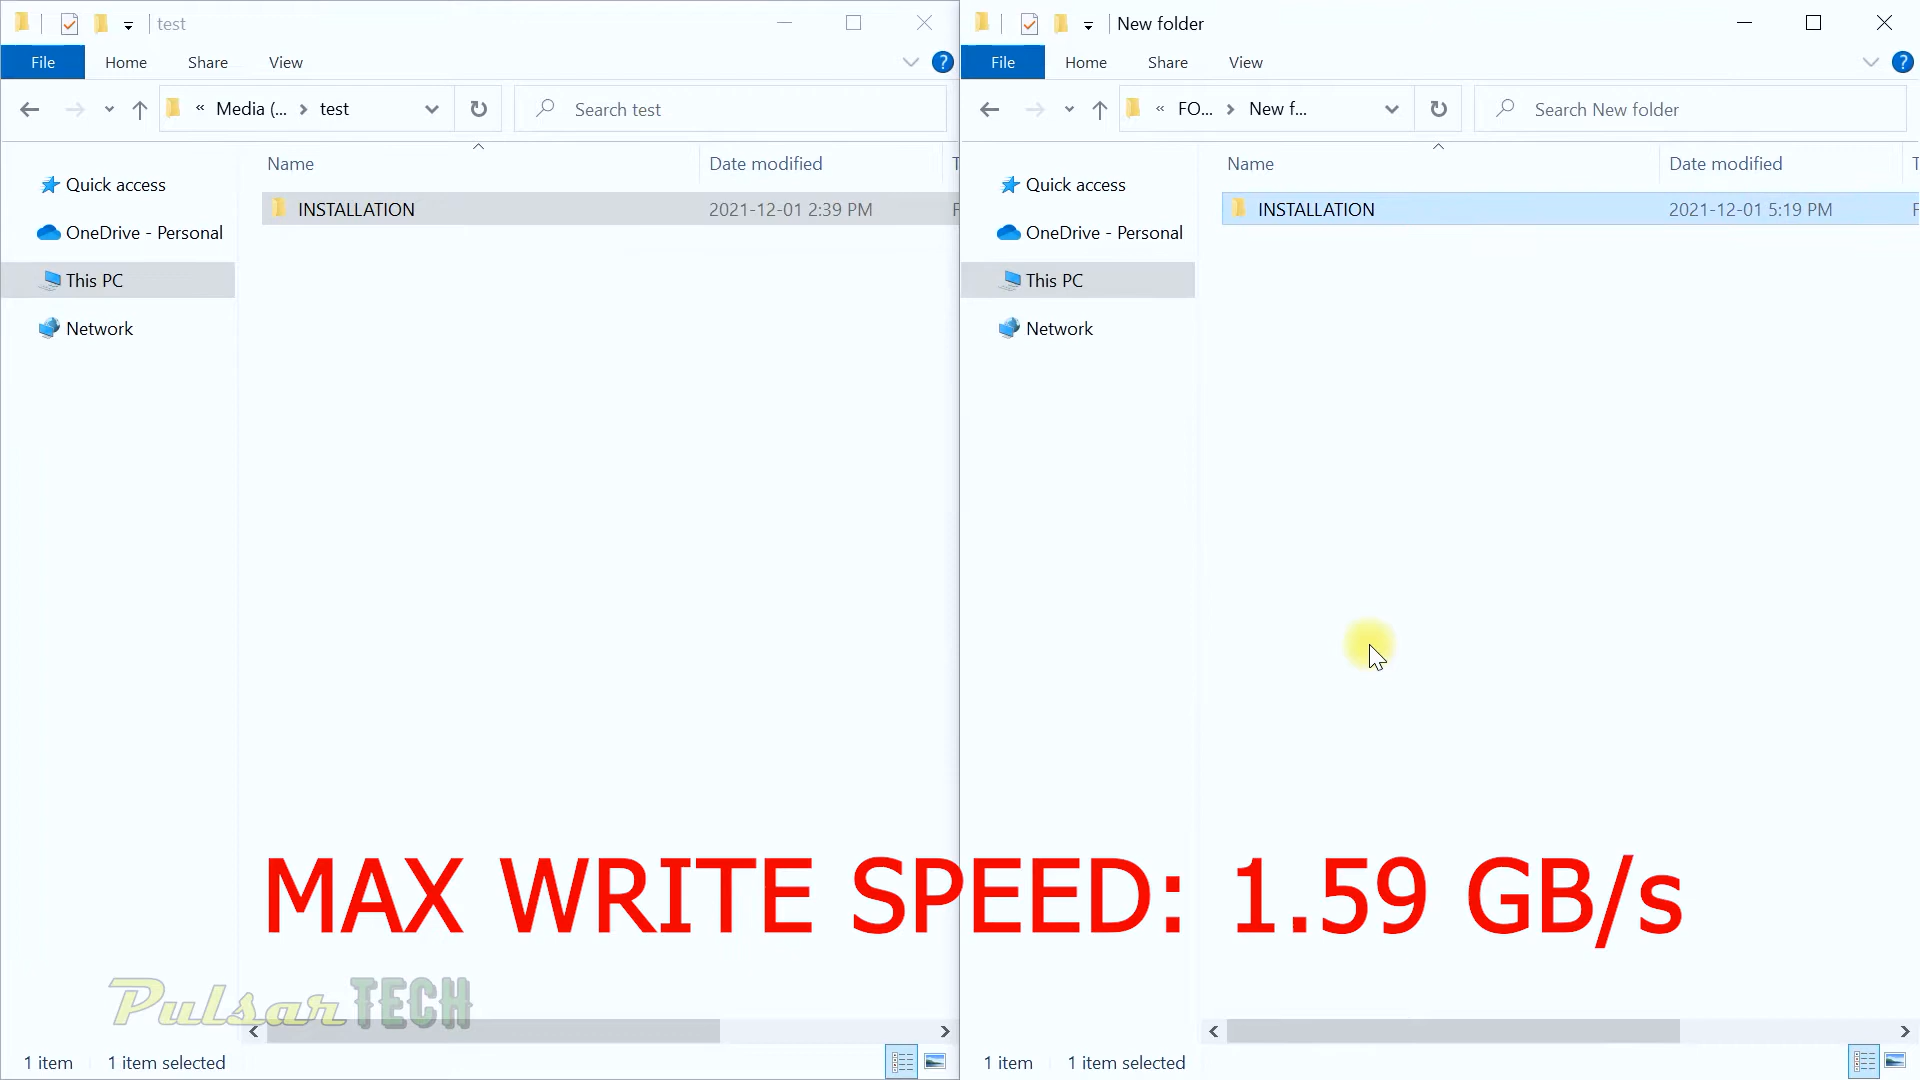 test
File Home Share View
« Media (... > test
Search test
Name Date modified
Quick access
INSTALLATION 2021-12-01 2:39 PM F
OneDrive - Personal
This PC
Network
1 item 1 item selected
New folder
File Home Share View
« FO... > New f...
Search New folder
Name Date modified
Quick access
INSTALLATION 2021-12-01 5:19 PM F
OneDrive - Personal
This PC
Network
1 item 1 item selected
MAX WRITE SPEED: 1.59 GB/s
Pulsar TECH